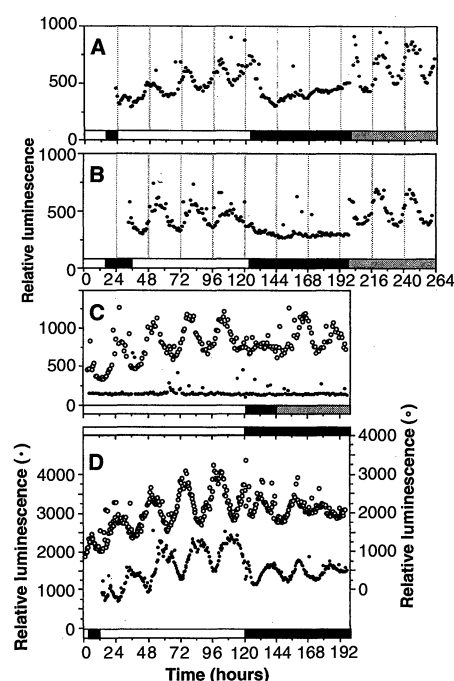 1000
A
500
0
1000
B
500
0
0 24 48 72 96 120 144 168 192 216 240 264
Relative luminescence
C
1000
500
0
D
4000
3000
2000
1000
0
4000
3000
2000
1000
0
0 24 48 72 96 120 144 168 192
Relative luminescence (•)
Relative luminescence (•)
Time (hours)